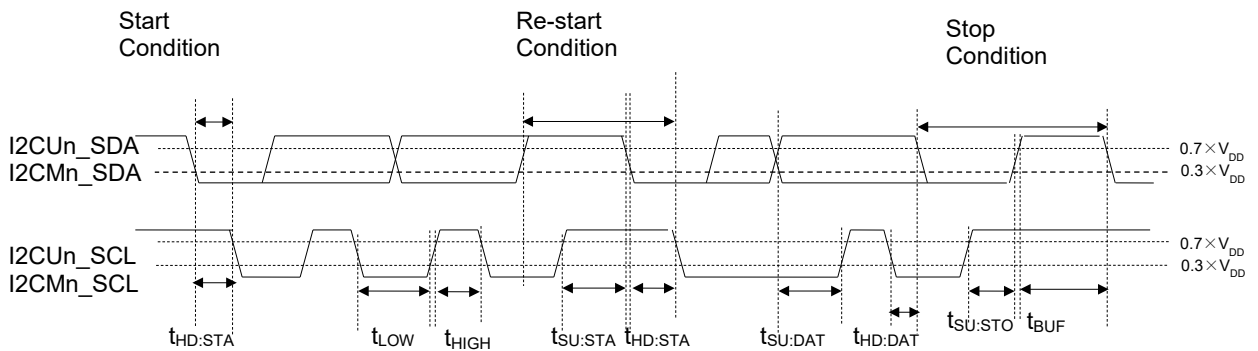 Start
Condition
Re-start
Condition
Stop
Condition
I2CUn_SDA
I2CMn_SDA
0.7×VDD
0.3×VDD
I2CUn_SCL
I2CMn_SCL
0.7×VDD
0.3×VDD
tHD:STA
tLOW
tHIGH
tSU:STA
tHD:STA
tSU:DAT
tHD:DAT
tSU:STO
tBUF